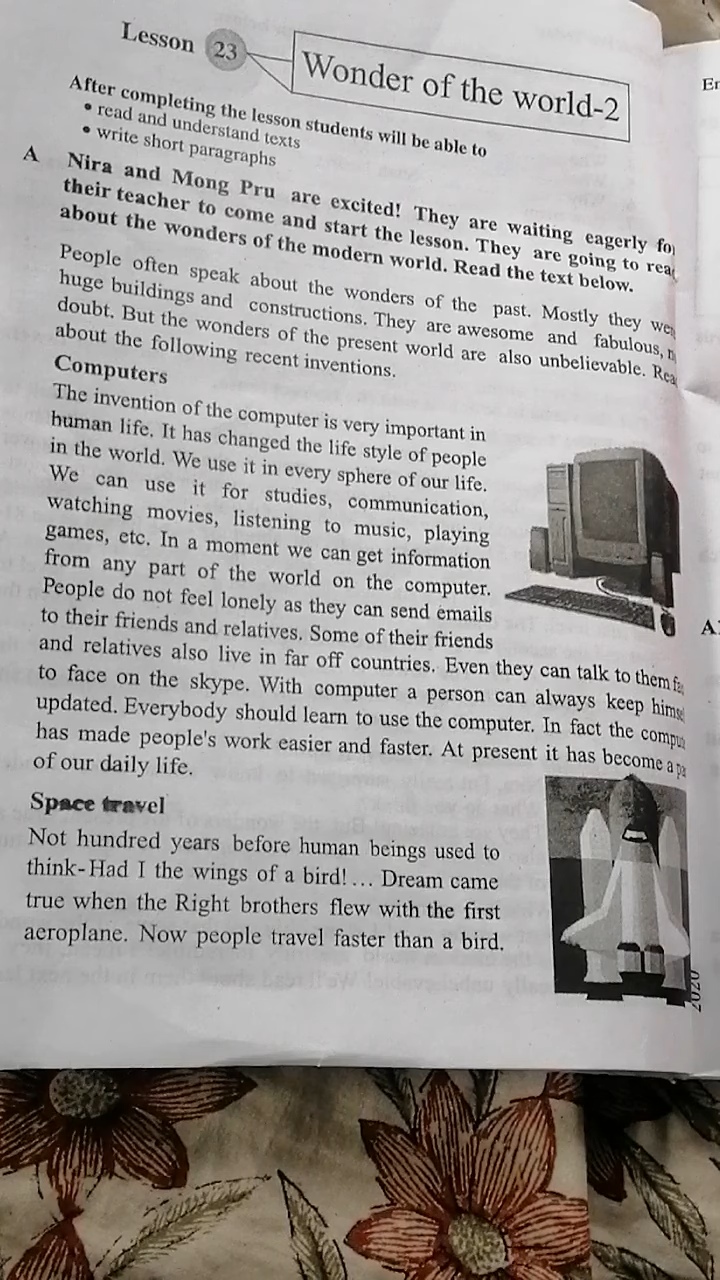 Lesson 23
Wonder of the world-2
After completing the lesson students will be able to
• read and understand texts
• write short paragraphs
A Nira and Mong Pru are excited! They are waiting eagerly
their teacher to come and start the lesson. They are going to
about the wonders of the modern world. Read the text below.
People often speak about the wonders of the past. Mostly they
huge buildings and constructions. They are awesome and fabulous,
doubt. But the wonders of the present world are also unbelievable.
about the following recent inventions.
Computers
The invention of the computer is very important in
human life. It has changed the life style of people
in the world. We use it in every sphere of our life.
We can use it for studies, communication,
watching movies, listening to music, playing
games, etc. In a moment we can get information
from any part of the world on the computer.
People do not feel lonely as they can send emails
to their friends and relatives. Some of their friends
and relatives also live in far off countries. Even they can talk to them
to face on the skype. With computer a person can always keep
updated. Everybody should learn to use the computer. In fact the
has made people's work easier and faster. At present it has become a
of our daily life.
Space travel
Not hundred years before human beings used to
think-Had I the wings of a bird!... Dream came
true when the Right brothers flew with the first
aeroplane. Now people travel faster than a bird.
2020